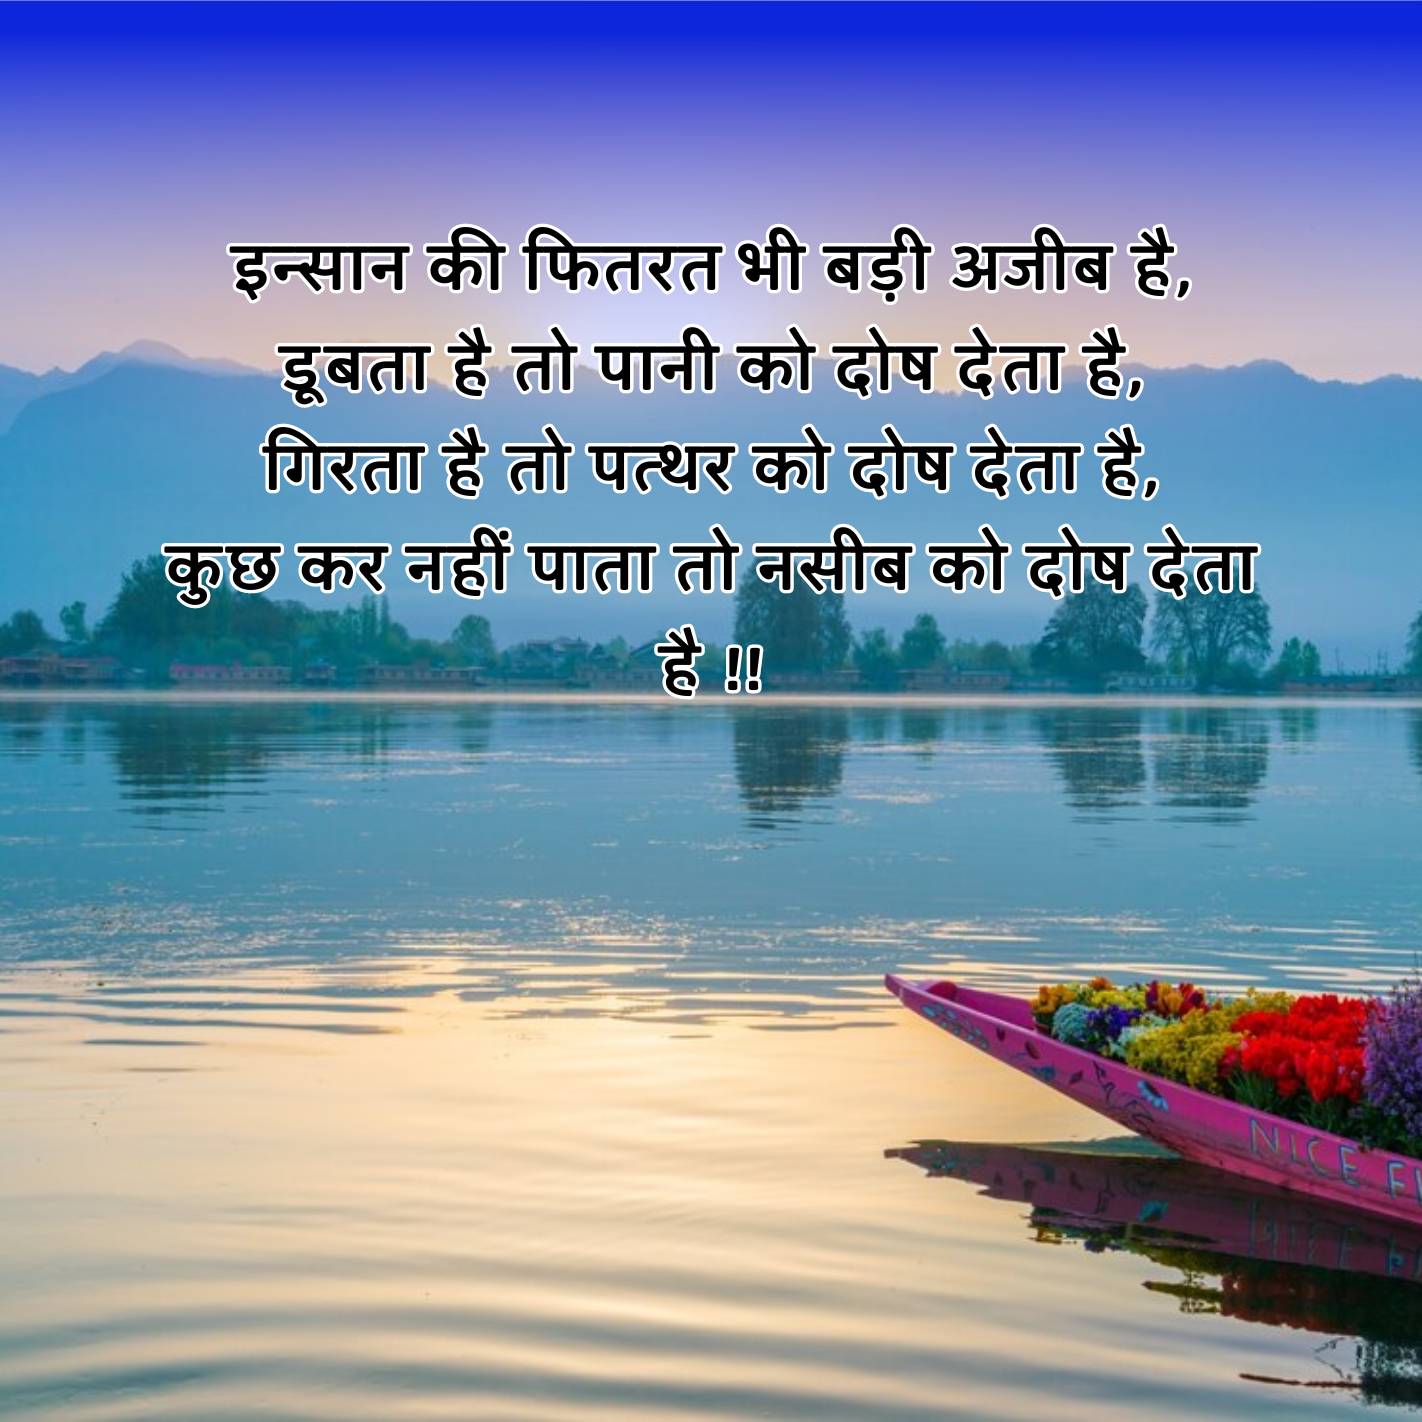 इन्सान की फितरत भी बड़ी अजीब है,
डूबता है तो पानी को दोष देता है,
गिरता है तो पत्थर को दोष देता है,
कुछ कर नहीं पाता तो नसीब को दोष देता
है !!
NICE